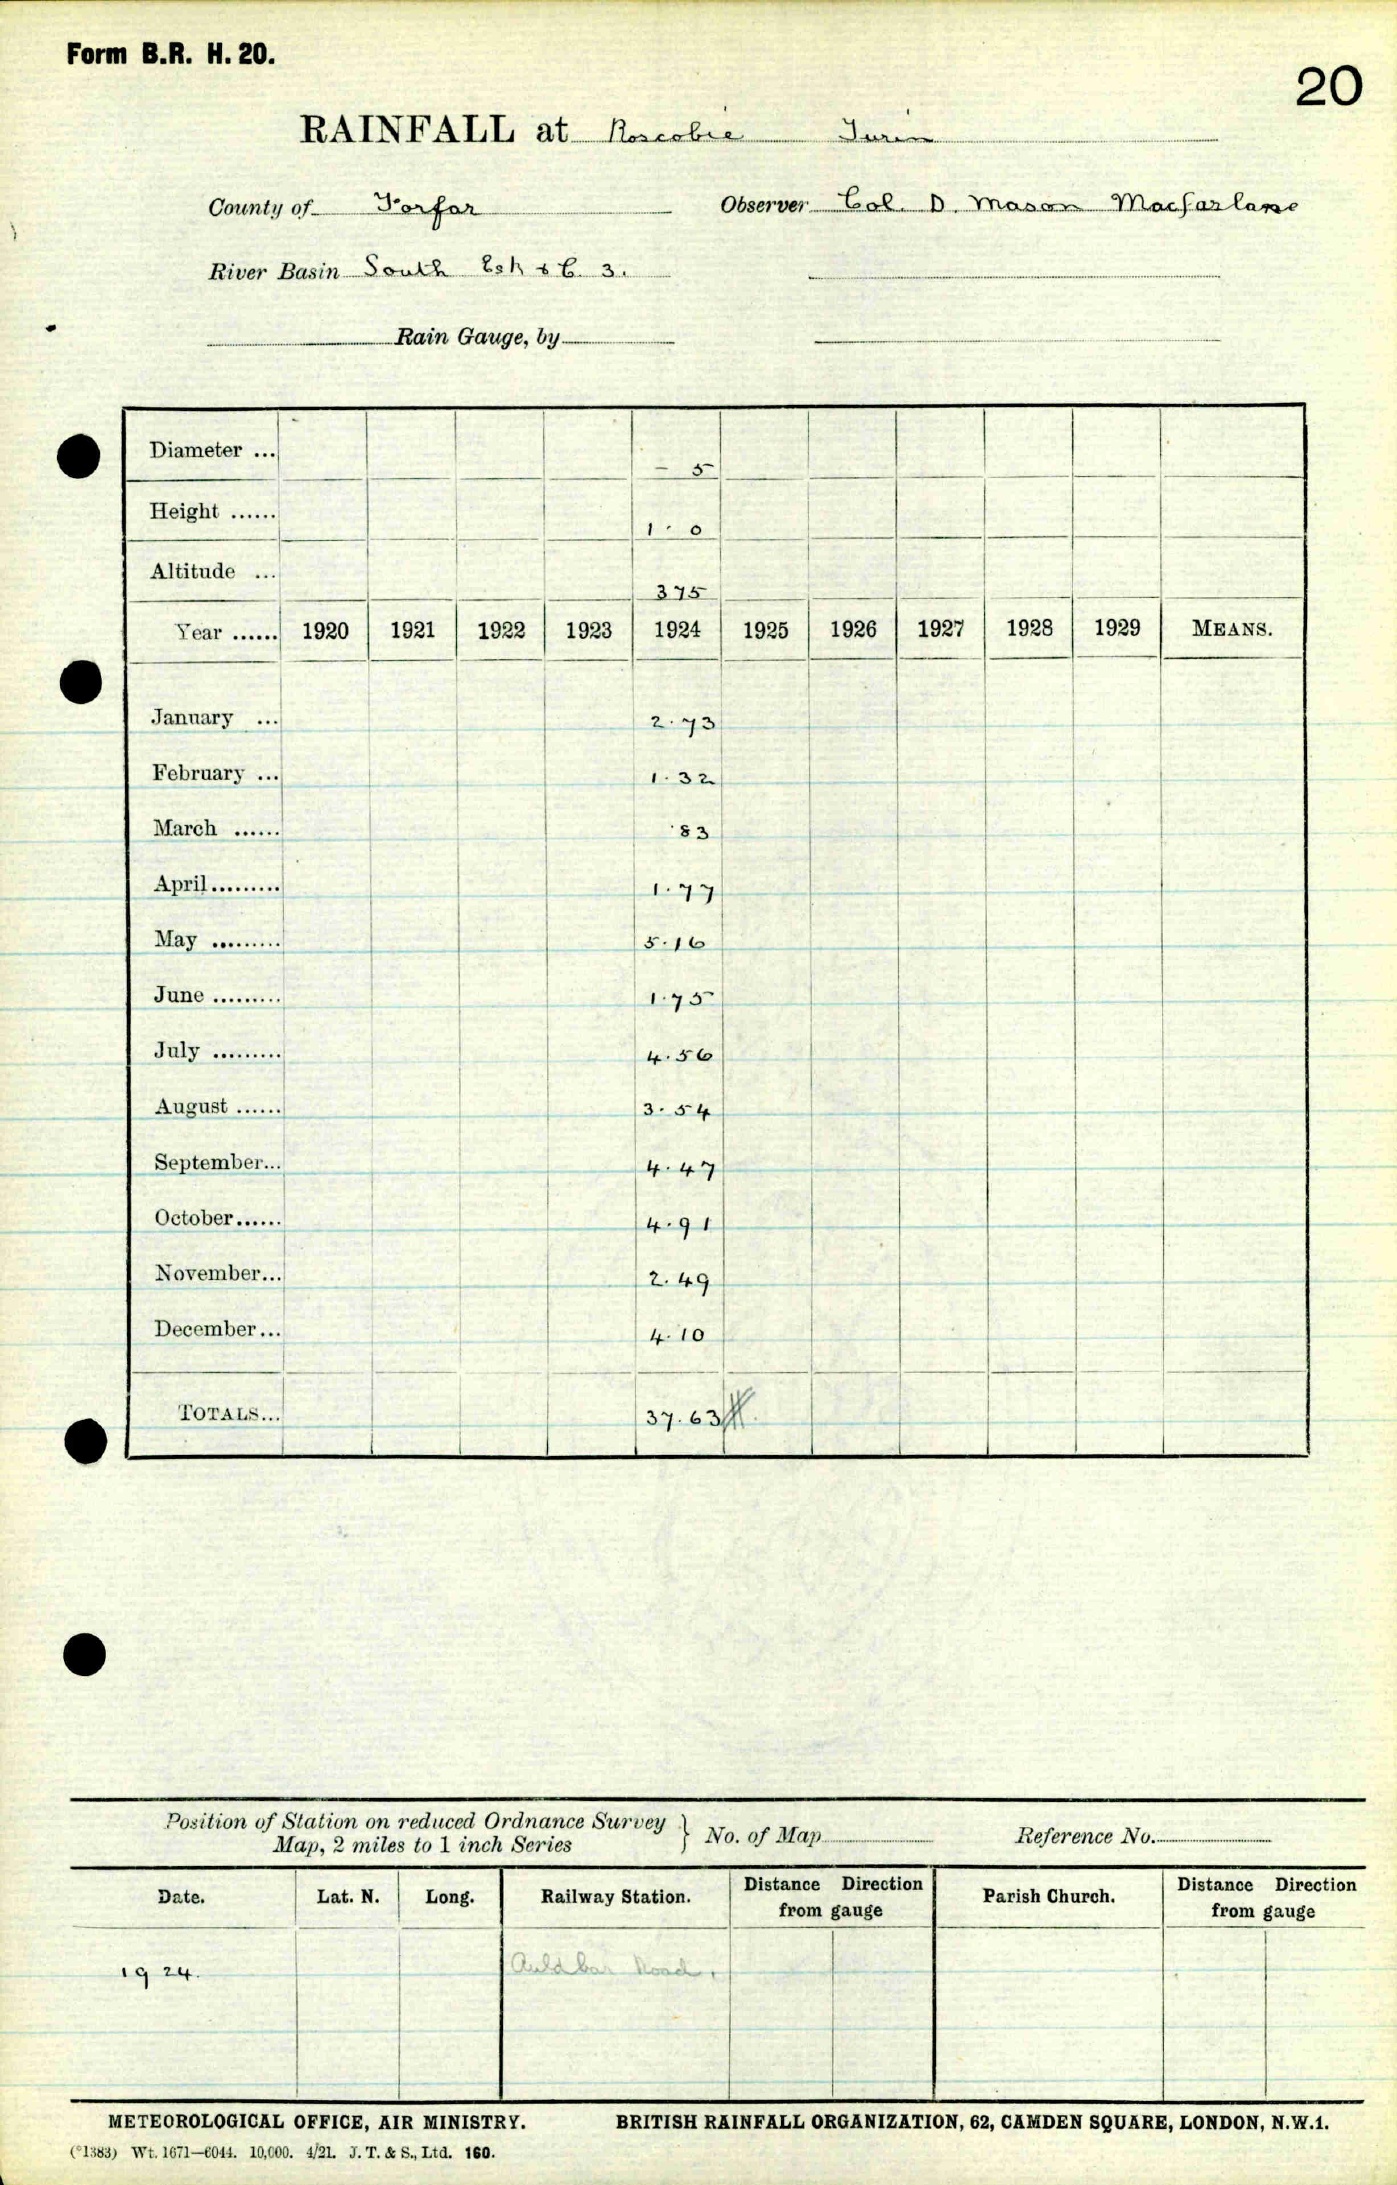 Form B.R. H. 20.
20
RAINFALL at Roscobie Turin
County of Forfar Observer Col. D. Mason Macfarlane
River Basin South Esk & C. 3.
Rain Gauge, by
Diameter ... – 5
Height ...... 1 · 0
Altitude ... 375
Year ...... 1920 1921 1922 1923 1924 1925 1926 1927 1928 1929 MEANS.
January ... 2.73
February ... 1.32
March ...... .83
April......... 1.77
May ......... 5.16
June ......... 1.75
July ......... 4.56
August ...... 3.54
September... 4.47
October...... 4.91
November... 2.49
December... 4.10
TOTALS... 37.63
Position of Station on reduced Ordnance Survey
Map, 2 miles to 1 inch Series } No. of Map Reference No.
Date. Lat. N. Long. Railway Station. Distance Direction from gauge Parish Church. Distance Direction from gauge
1924. Auldbar Road.
METEOROLOGICAL OFFICE, AIR MINISTRY. BRITISH RAINFALL ORGANIZATION, 62, CAMDEN SQUARE, LONDON, N.W.1.
(*1383) Wt. 1671—6044. 10,000. 4/21. J. T. & S., Ltd. 160.